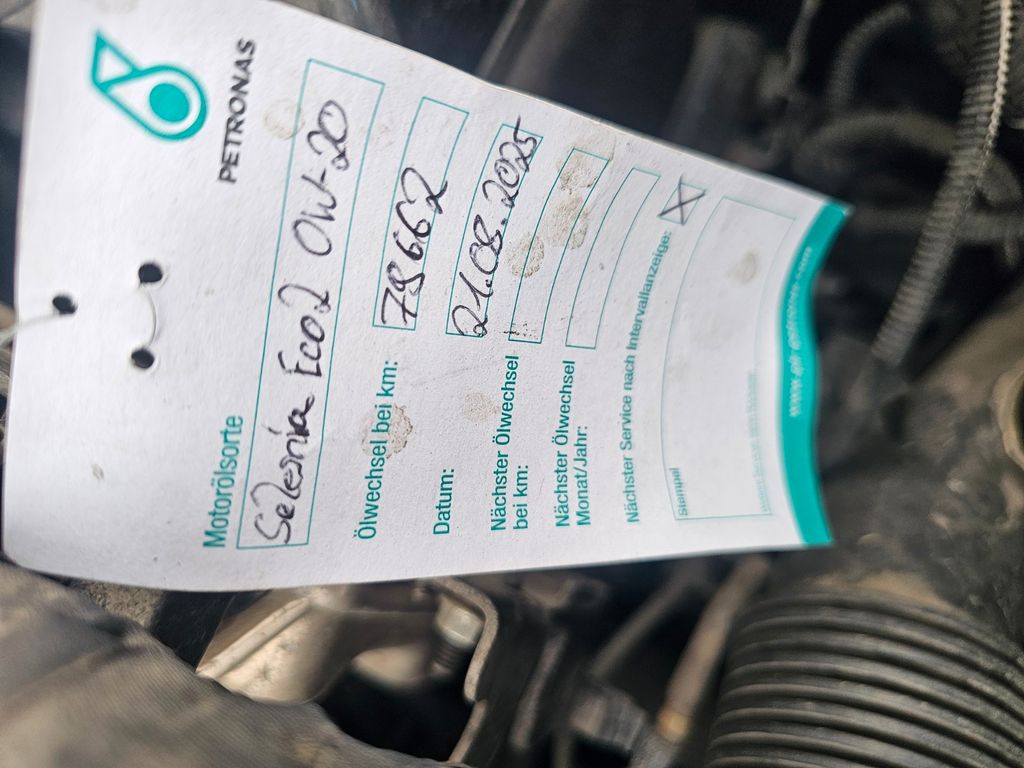 PETRONAS
Motorölsorte
Selenia Eco2 0W-20
Ölwechsel bei km: 79662
Datum: 21.08.2025
Nächster Ölwechsel
bei km:
Nächster Ölwechsel
Monat/Jahr:
Nächster Service nach Intervallanzeige: X
Stempel